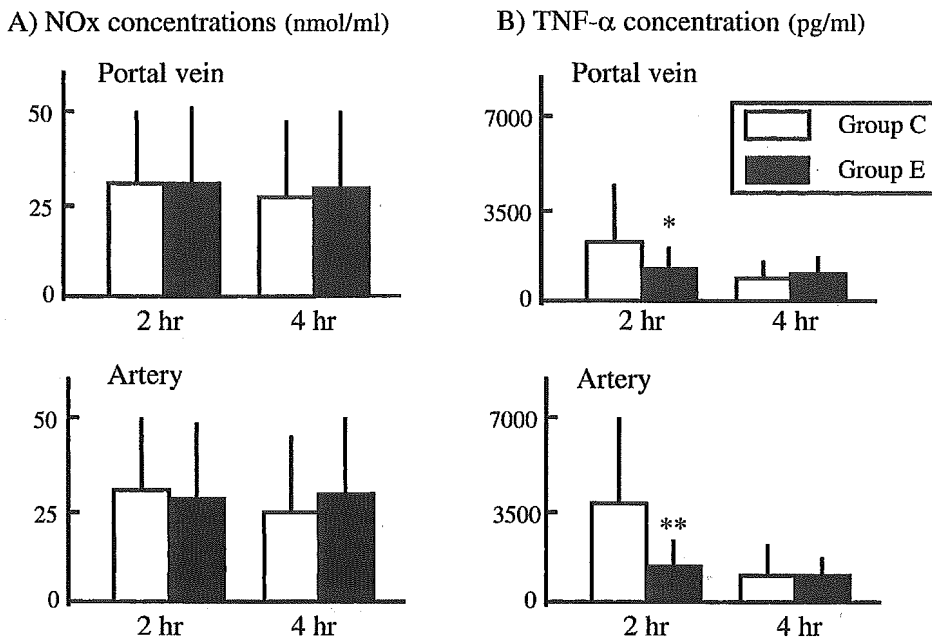 A) NOx concentrations (nmol/ml)
Portal vein
50
25
0
2 hr
4 hr
Artery
50
25
0
2 hr
4 hr
B) TNF-α concentration (pg/ml)
Portal vein
7000
3500
0
Group C
Group E
*
2 hr
4 hr
Artery
7000
3500
0
**
2 hr
4 hr